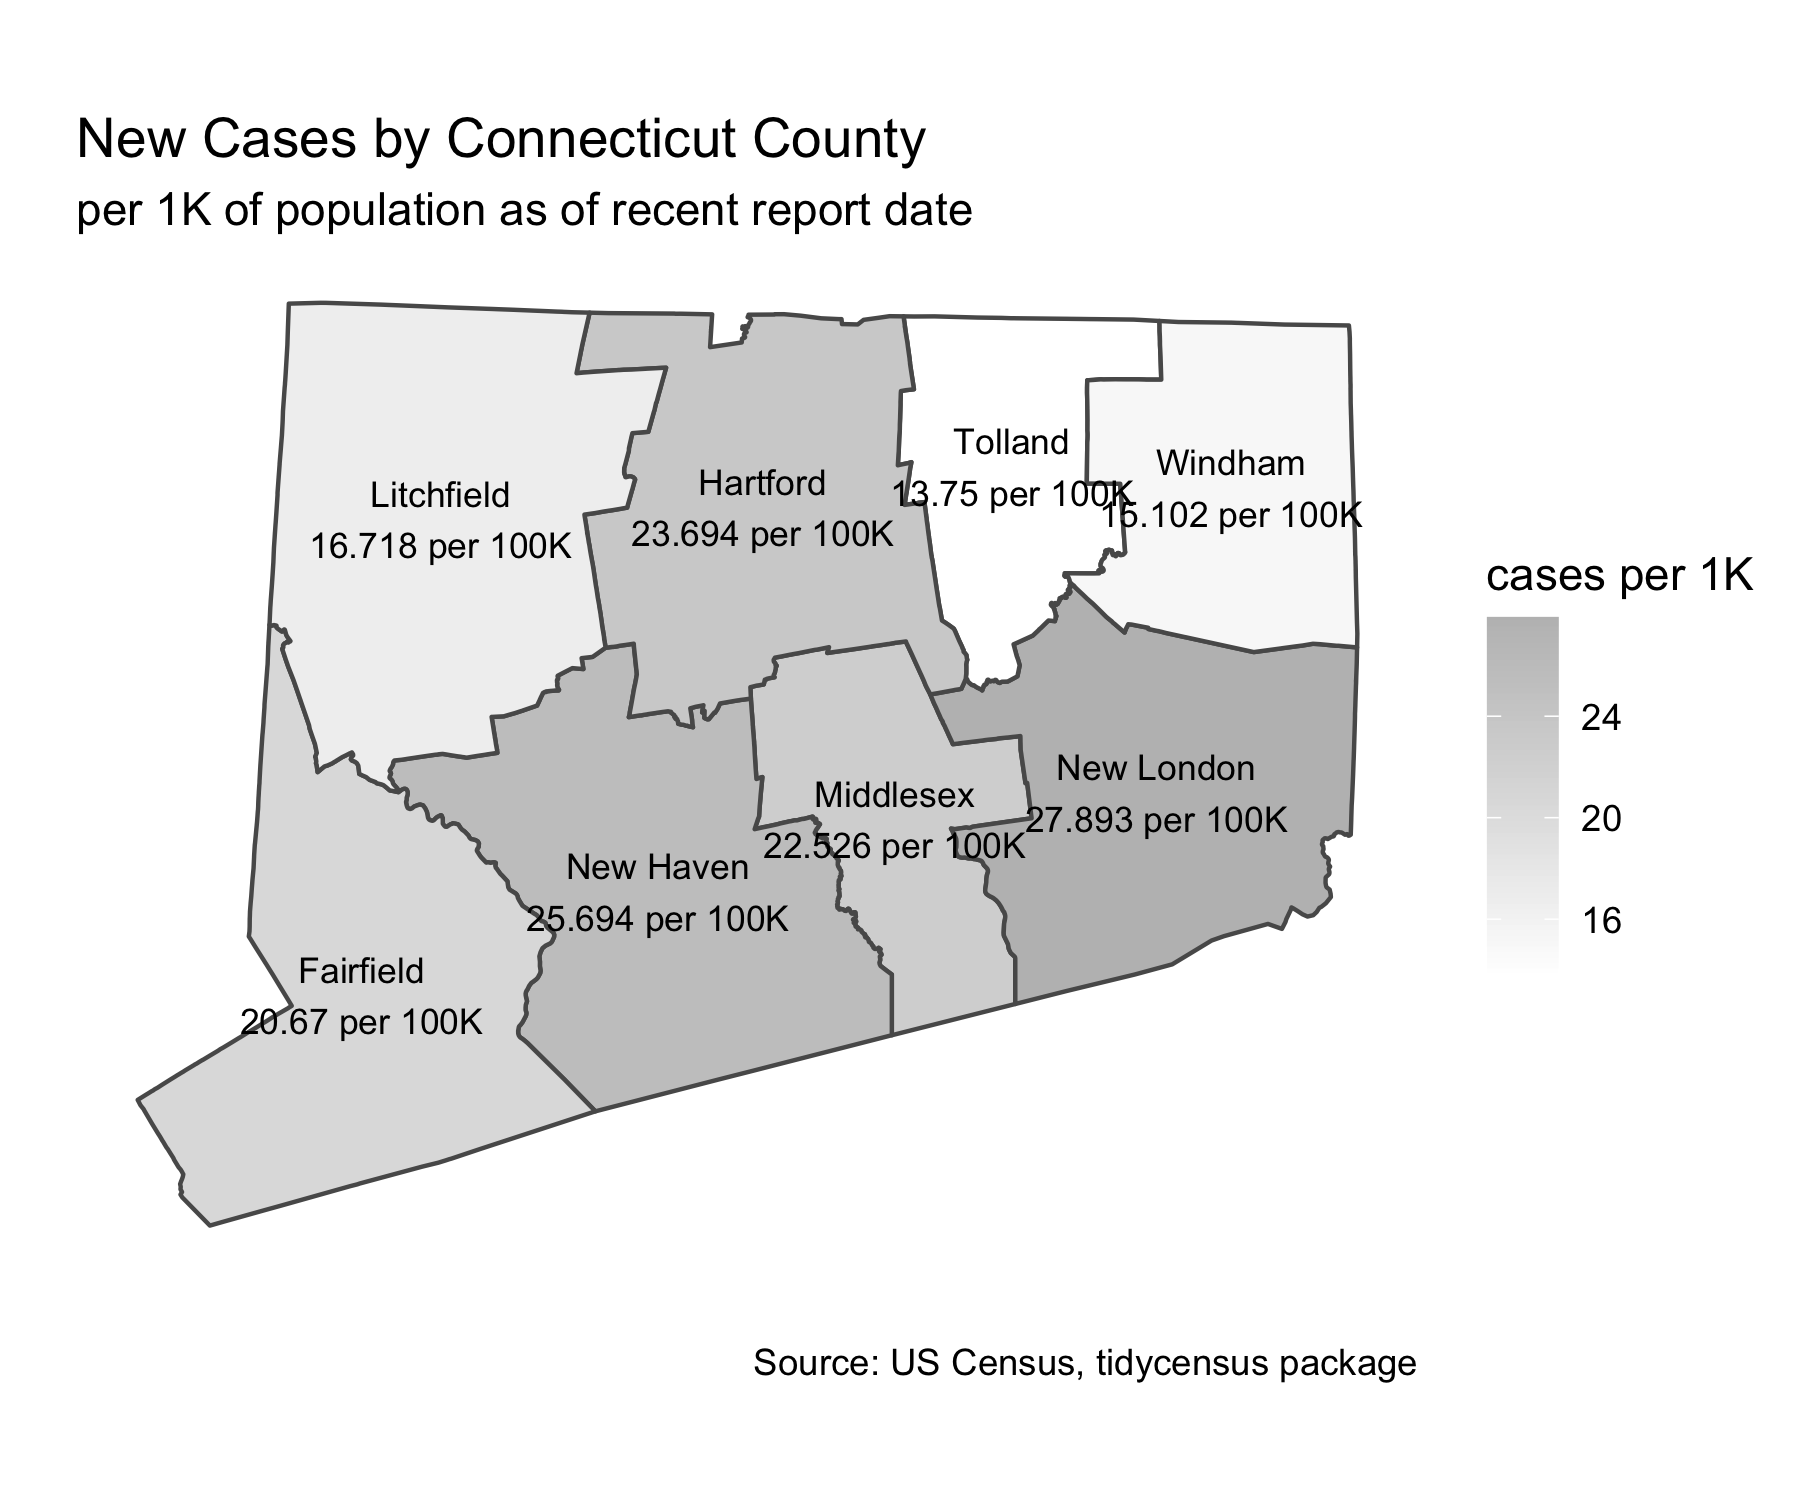 New Cases by Connecticut County
per 1K of population as of recent report date
Tolland
13.75 per 100K
Windham
15.102 per 100K
Hartford
23.694 per 100K
Litchfield
16.718 per 100K
cases per 1K
24
20
16
New London
27.893 per 100K
Middlesex
22.526 per 100K
New Haven
25.694 per 100K
Fairfield
20.67 per 100K
Source: US Census, tidycensus package